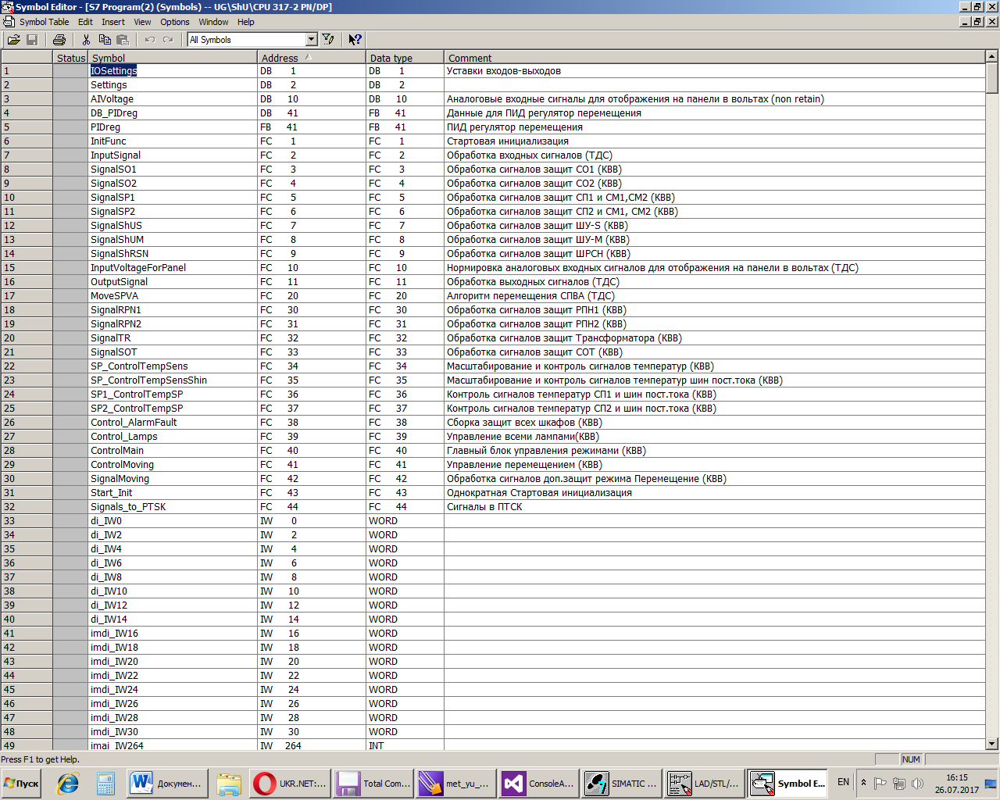 Symbol Editor - [S7 Program(2) (Symbols) -- UG\ShU\CPU 317-2 PN/DP]
Symbol Table Edit Insert View Options Window Help
All Symbols
Status Symbol Address Data type Comment
1 IOSettings DB 1 DB 1 Уставки входов-выходов
2 Settings DB 2 DB 2
3 AIVoltage DB 10 DB 10 Аналоговые входные сигналы для отображения на панели в вольтах (non retain)
4 DB_PIDreg DB 41 FB 41 Данные для ПИД регулятор перемещения
5 PIDreg FB 41 FB 41 ПИД регулятор перемещения
6 InitFunc FC 1 FC 1 Стартовая инициализация
7 InputSignal FC 2 FC 2 Обработка входных сигналов (ТДС)
8 SignalSO1 FC 3 FC 3 Обработка сигналов защит СО1 (КВВ)
9 SignalSO2 FC 4 FC 4 Обработка сигналов защит СО2 (КВВ)
10 SignalSP1 FC 5 FC 5 Обработка сигналов защит СП1 и СМ1,СМ2 (КВВ)
11 SignalSP2 FC 6 FC 6 Обработка сигналов защит СП2 и СМ1, СМ2 (КВВ)
12 SignalShUS FC 7 FC 7 Обработка сигналов защит ШУ-S (КВВ)
13 SignalShUM FC 8 FC 8 Обработка сигналов защит ШУ-М (КВВ)
14 SignalShRSN FC 9 FC 9 Обработка сигналов защит ШРСН (КВВ)
15 InputVoltageForPanel FC 10 FC 10 Нормировка аналоговых входных сигналов для отображения на панели в вольтах (ТДС)
16 OutputSignal FC 11 FC 11 Обработка выходных сигналов (ТДС)
17 MoveSPVA FC 20 FC 20 Алгоритм перемещения СПВА (ТДС)
18 SignalRPN1 FC 30 FC 30 Обработка сигналов защит РПН1 (КВВ)
19 SignalRPN2 FC 31 FC 31 Обработка сигналов защит РПН2 (КВВ)
20 SignalTR FC 32 FC 32 Обработка сигналов защит Трансформатора (КВВ)
21 SignalSOT FC 33 FC 33 Обработка сигналов защит СОТ (КВВ)
22 SP_ControlTempSens FC 34 FC 34 Масштабирование и контроль сигналов температур (КВВ)
23 SP_ControlTempSensShin FC 35 FC 35 Масштабирование и контроль сигналов температур шин пост.тока (КВВ)
24 SP1_ControlTempSP FC 36 FC 36 Контроль сигналов температур СП1 и шин пост.тока (КВВ)
25 SP2_ControlTempSP FC 37 FC 37 Контроль сигналов температур СП2 и шин пост.тока (КВВ)
26 Control_AlarmFault FC 38 FC 38 Сборка защит всех шкафов (КВВ)
27 Control_Lamps FC 39 FC 39 Управление всеми лампами(КВВ)
28 ControlMain FC 40 FC 40 Главный блок управления режимами (КВВ)
29 ControlMoving FC 41 FC 41 Управление перемещением (КВВ)
30 SignalMoving FC 42 FC 42 Обработка сигналов доп.защит режима Перемещение (КВВ)
31 Start_Init FC 43 FC 43 Однократная Стартовая инициализация
32 Signals_to_PTSK FC 44 FC 44 Сигналы в ПТСК
33 di_IW0 IW 0 WORD
34 di_IW2 IW 2 WORD
35 di_IW4 IW 4 WORD
36 di_IW6 IW 6 WORD
37 di_IW8 IW 8 WORD
38 di_IW10 IW 10 WORD
39 di_IW12 IW 12 WORD
40 di_IW14 IW 14 WORD
41 imdi_IW16 IW 16 WORD
42 imdi_IW18 IW 18 WORD
43 imdi_IW20 IW 20 WORD
44 imdi_IW22 IW 22 WORD
45 imdi_IW24 IW 24 WORD
46 imdi_IW26 IW 26 WORD
47 imdi_IW28 IW 28 WORD
48 imdi_IW30 IW 30 WORD
49 imai_IW264 IW 264 INT
Press F1 to get Help. NUM
Пуск Докумен... UKR.NET:... Total Com... met_yu_... ConsoleA... SIMATIC ... LAD/STL/... Symbol E... EN 16:15
26.07.2017